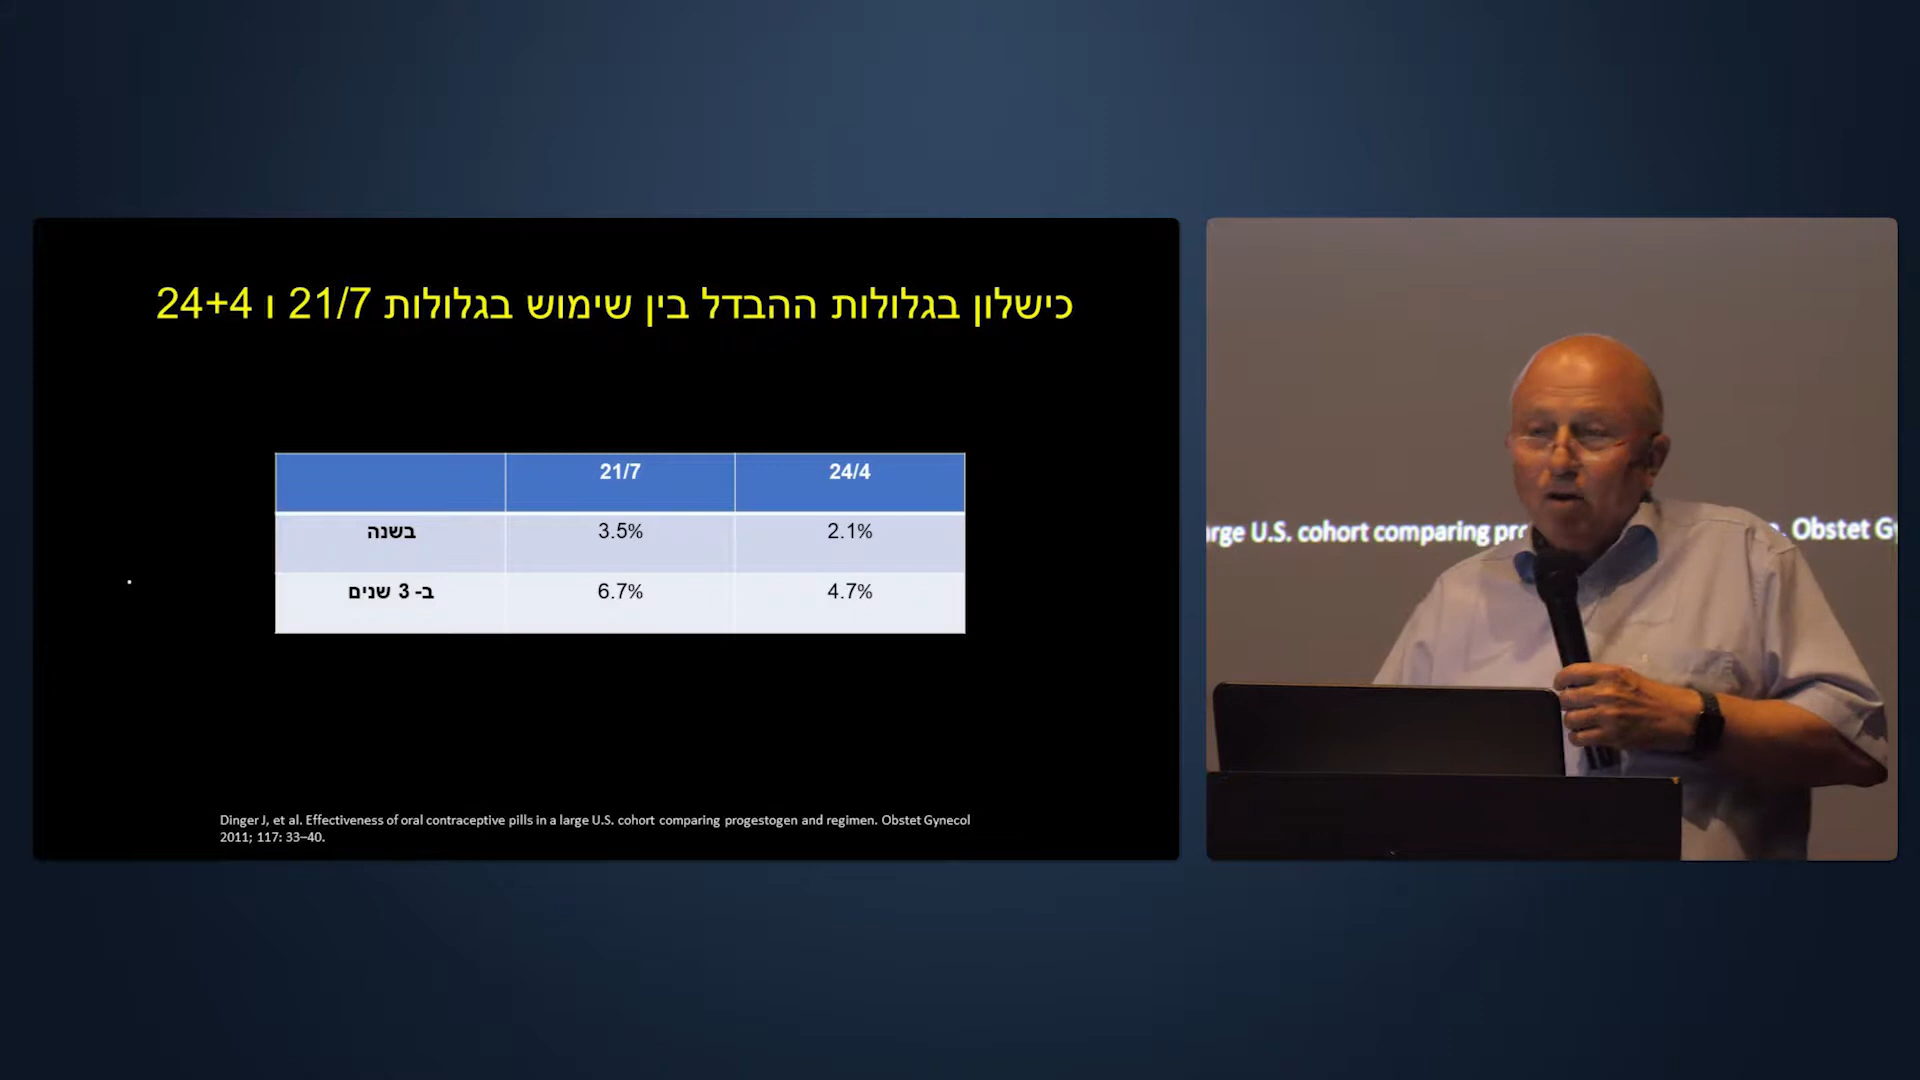 כישלון בגלולות ההבדל בין שימוש בגלולות 21/7 ו 24+4
21/7 24/4
בשנה 3.5% 2.1%
ב- 3 שנים 6.7% 4.7%
Dinger J, et al. Effectiveness of oral contraceptive pills in a large U.S. cohort comparing progestogen and regimen. Obstet Gynecol
2011; 117: 33–40.
U.S. cohort comparing Obstet